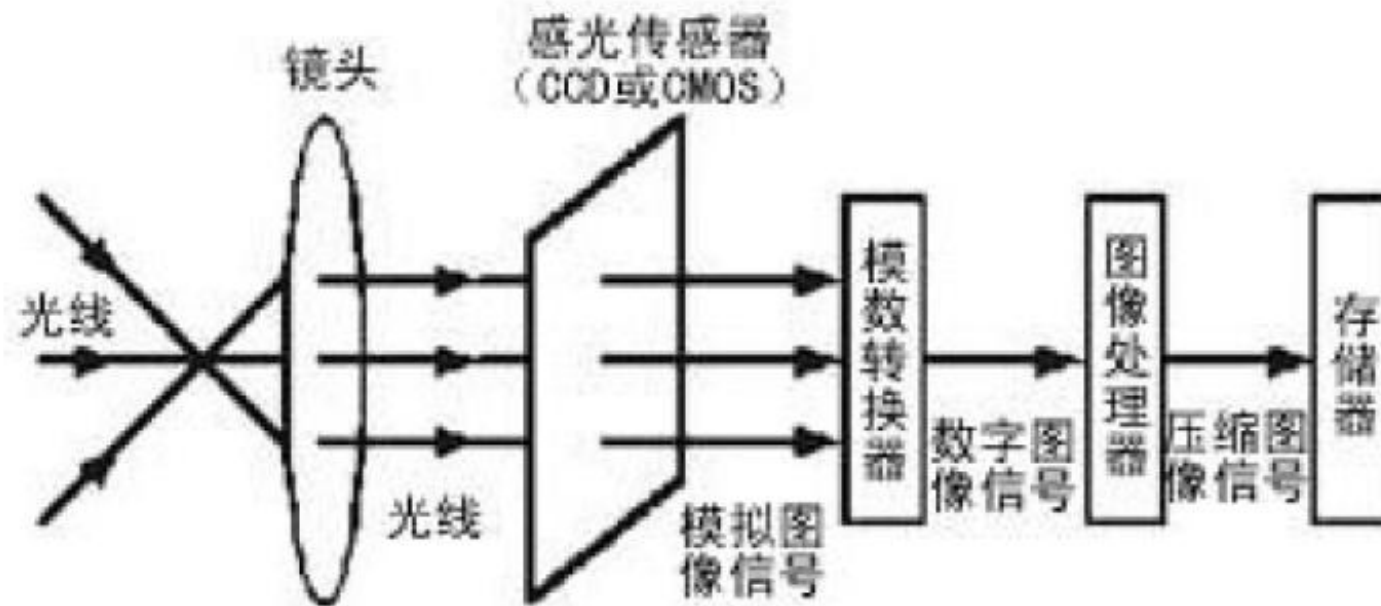 镜头
感光传感器
（CCD或CMOS）
光线
光线
模拟图
像信号
模数转换器
数字图
像信号
图像处理器
压缩图
像信号
存储器